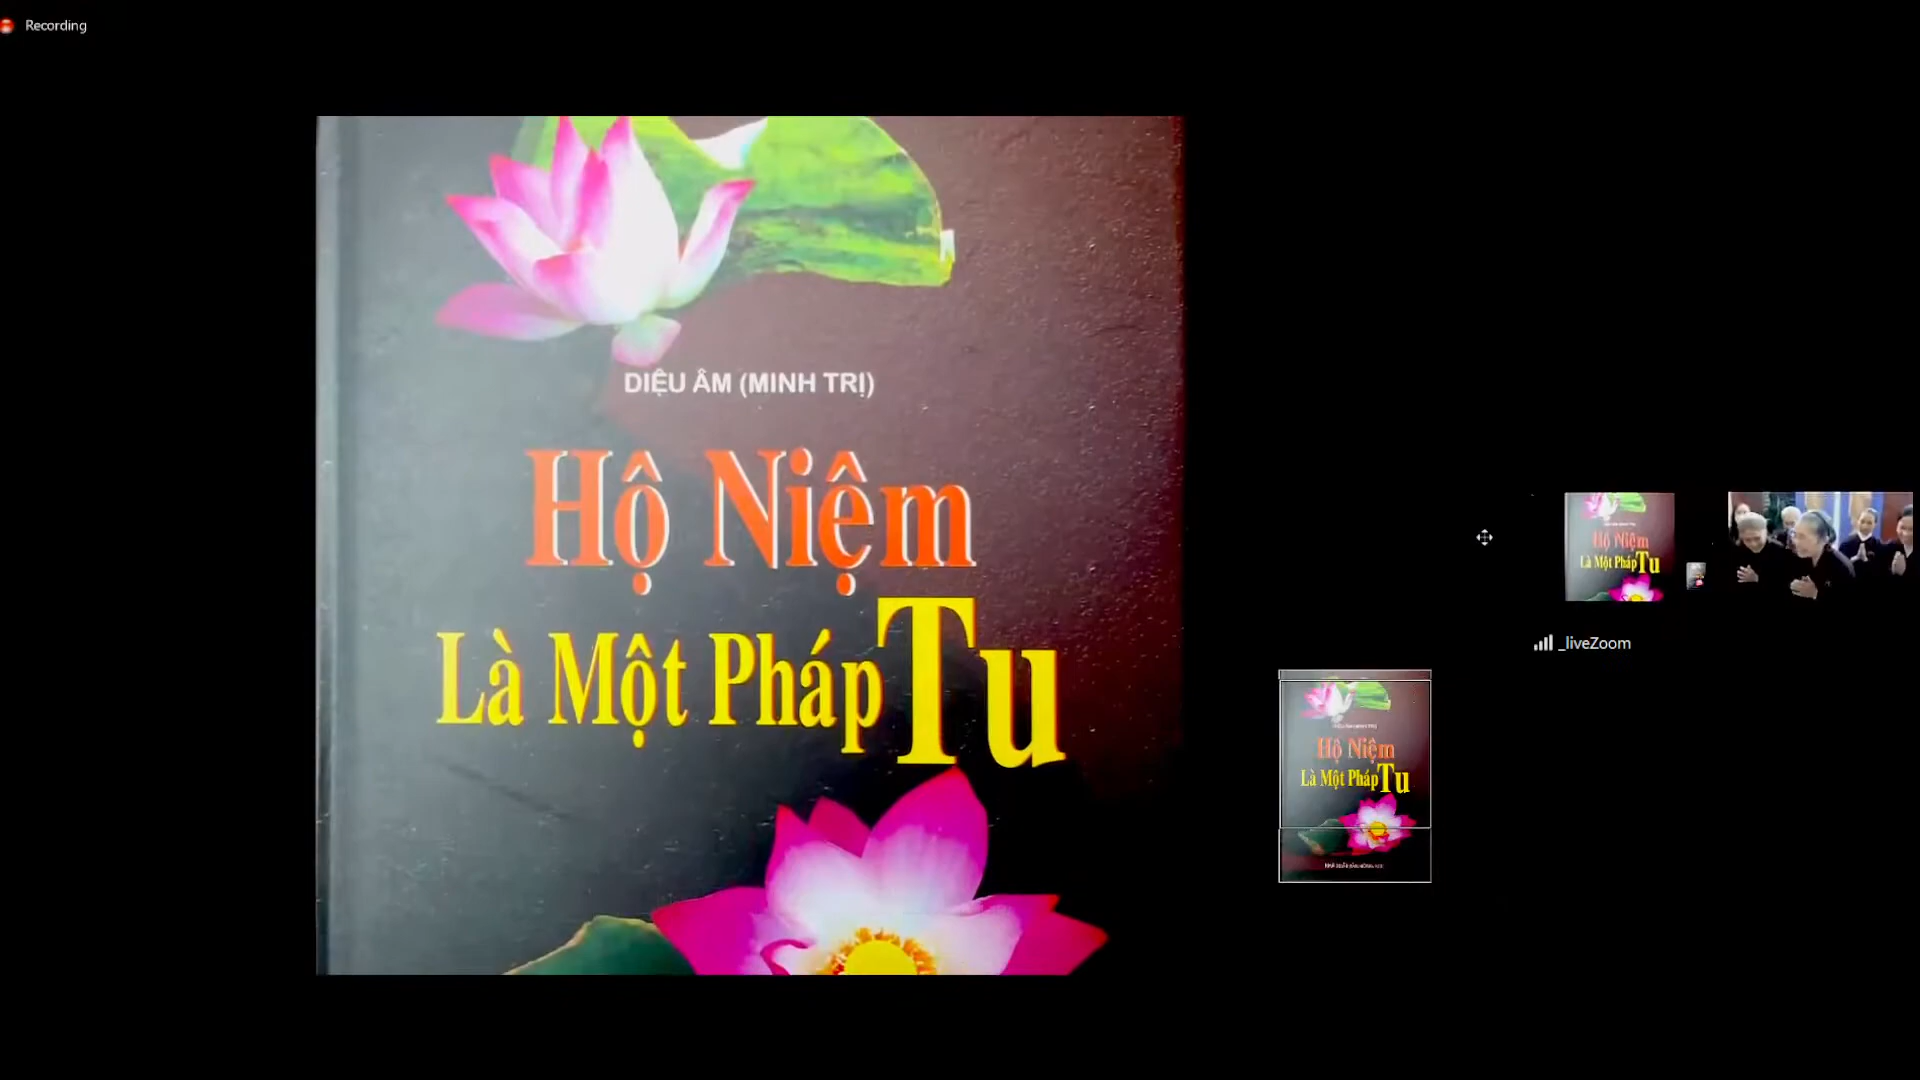 Recording
DIỆU ÂM (MINH TRỊ)
Hộ Niệm
Là Một Pháp Tu
Hộ Niệm
Là Một Pháp Tu
_liveZoom
Hộ Niệm
Là Một Pháp Tu